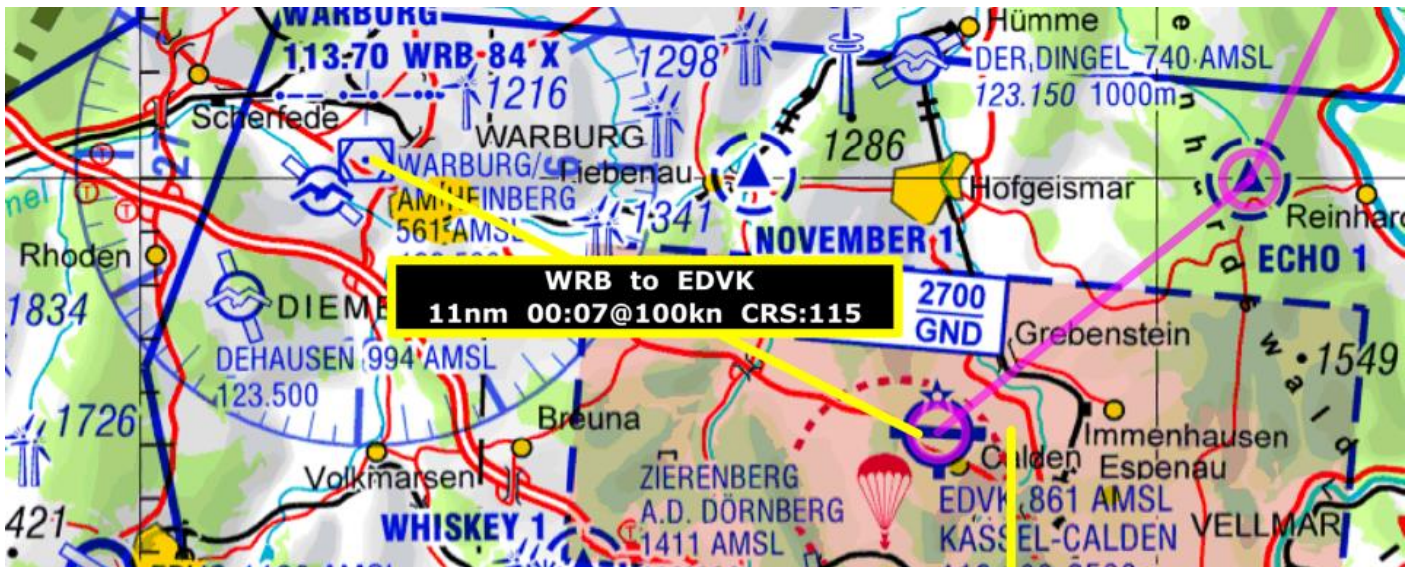 WARBURG
113.70 WRB 84 X
1298
1216
Scherfede
27
WARBURG
WARBURG/
AM HEINBERG
561 AMSL
Liebenau
1341
NOVEMBER 1
Hümme
DER DINGEL 740 AMSL
123.150 1000m
1286
Hofgeismar
Reinhar
ECHO 1
Rhoden
1834
DIEME
DEHAUSEN 994 AMSL
123.500
WRB to EDVK
11nm 00:07@100kn CRS:115
2700
GND
Grebenstein
1549
1726
Breuna
Volkmarsen
421
WHISKEY 1
ZIERENBERG
A.D. DÖRNBERG
1411 AMSL
Calden
Immenhausen
Espenau
EDVK 861 AMSL
KASSEL-CALDEN
VELLMAR